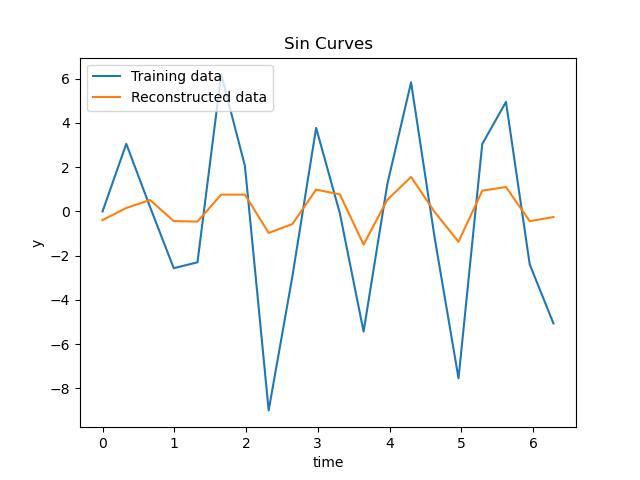 Sin Curves
Training data
Reconstructed data
6
4
2
0
−2
−4
−6
−8
y
0 1 2 3 4 5 6
time